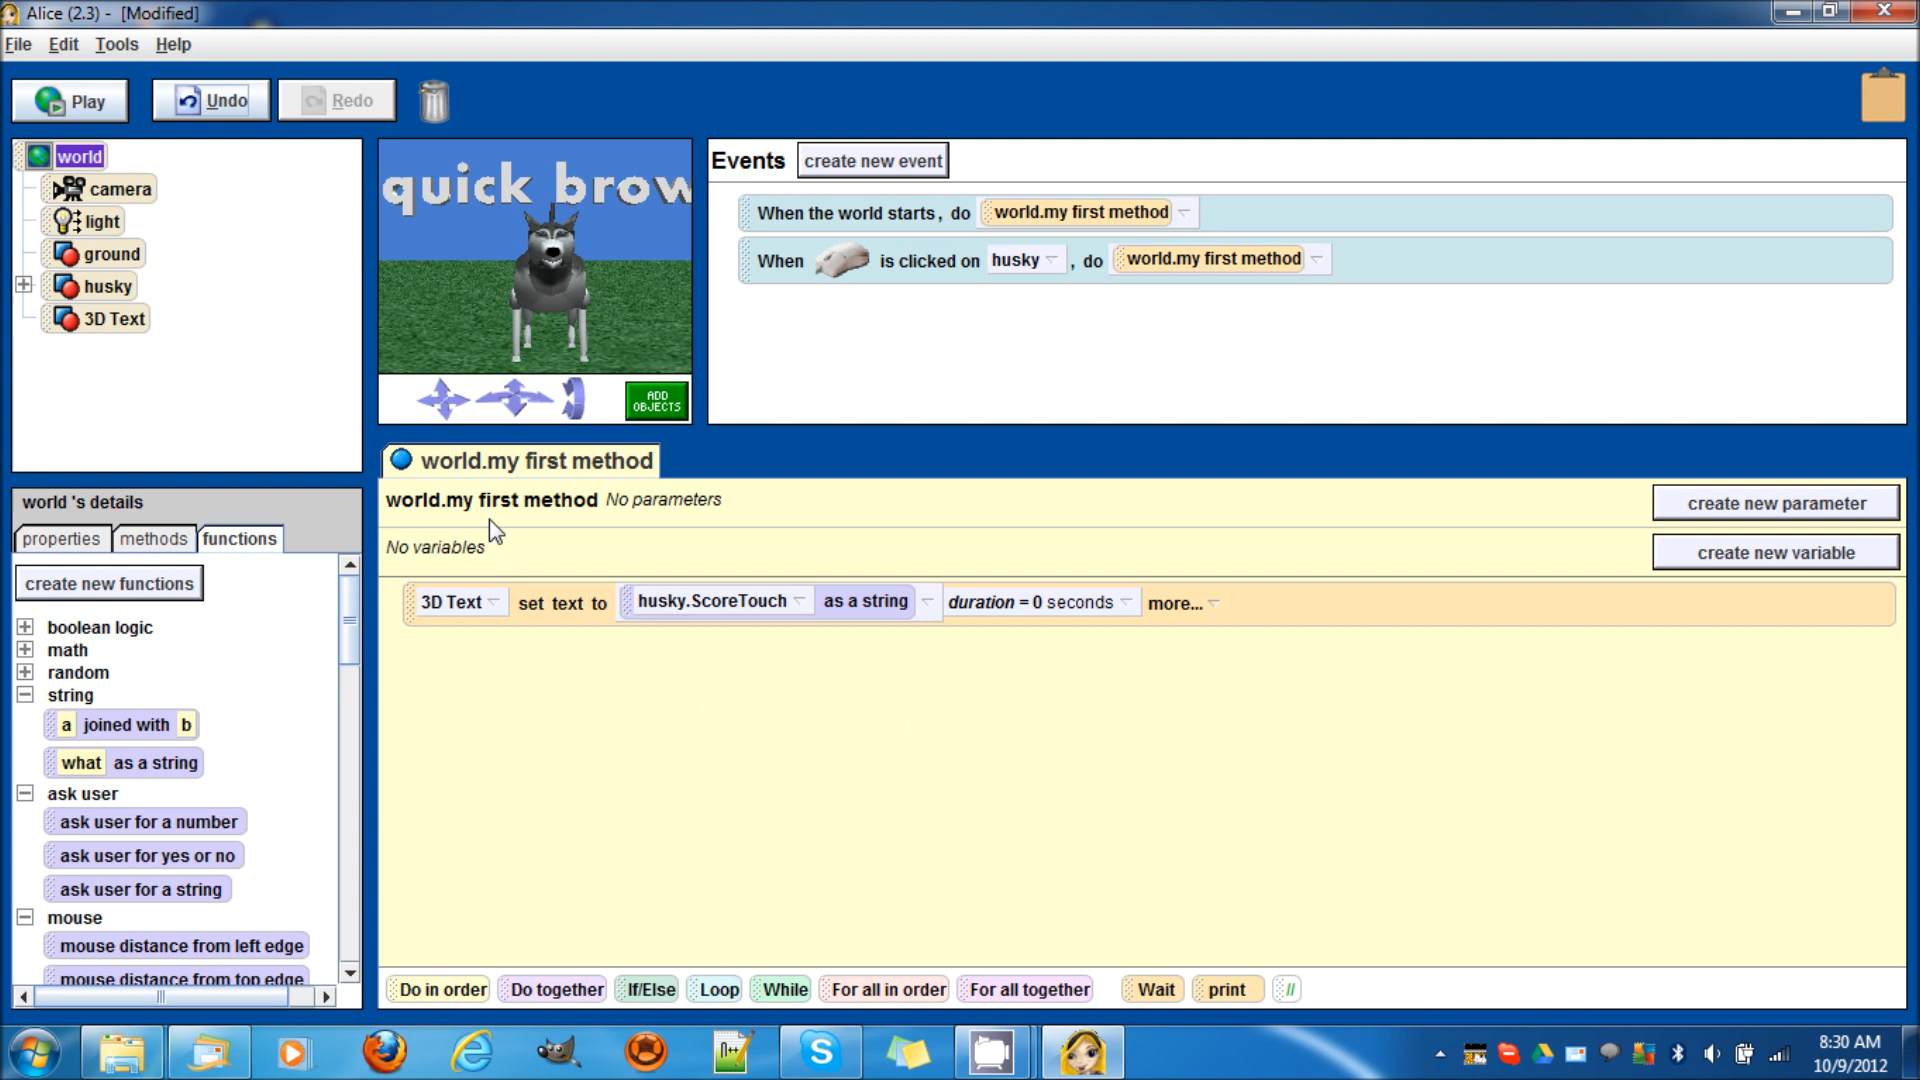 Alice (2.3) - [Modified]
File Edit Tools Help
Play Undo Redo
world
camera
light
ground
husky
3D Text
quick brow
ADD
OBJECTS
Events create new event
When the world starts, do world.my first method
When is clicked on husky , do world.my first method
world 's details
properties methods functions
create new functions
boolean logic
math
random
string
a joined with b
what as a string
ask user
ask user for a number
ask user for yes or no
ask user for a string
mouse
mouse distance from left edge
mouse distance from top edge
world.my first method
world.my first method No parameters
create new parameter
No variables
create new variable
3D Text set text to husky.ScoreTouch as a string duration = 0 seconds more...
Do in order Do together If/Else Loop While For all in order For all together Wait print //
8:30 AM
10/9/2012